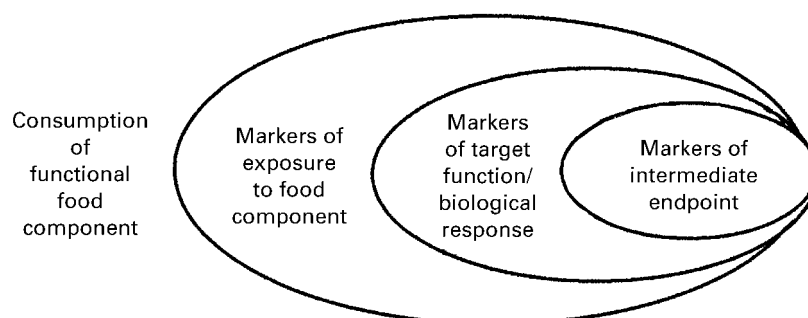 Consumption
of
functional
food
component
Markers of
exposure
to food
component
Markers
of target
function/
biological
response
Markers of
intermediate
endpoint